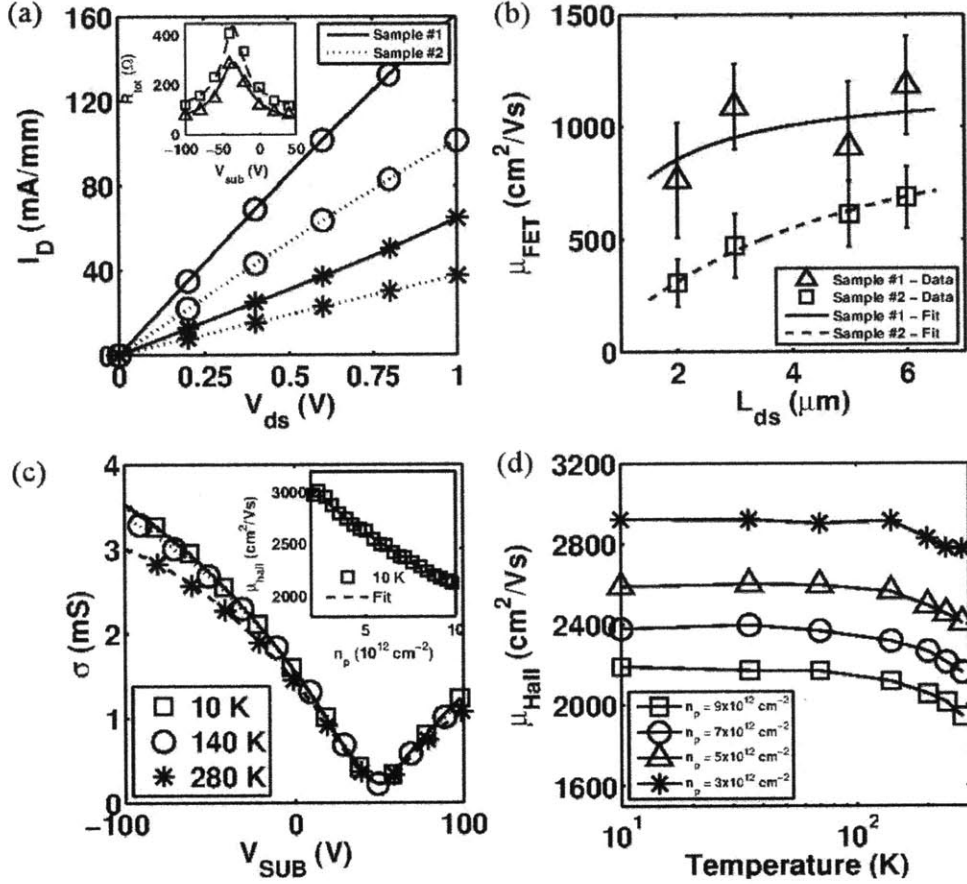 (a)
160
120
80
40
0
I_D (mA/mm)
0
0.25
0.5
0.75
1
V_ds (V)
Sample #1
Sample #2
400
200
0
R_tot (Ω)
−100
−50
0
50
V_sub (V)
(b)
1500
1000
500
0
μ_FET (cm²/Vs)
2
4
6
L_ds (μm)
Sample #1 − Data
Sample #2 − Data
Sample #1 − Fit
Sample #2 − Fit
(c)
4
3
2
1
0
σ (mS)
−100
0
100
V_SUB (V)
10 K
140 K
280 K
3000
2500
2000
μ_hall (cm²/Vs)
5
10
n_p (10¹² cm⁻²)
10 K
Fit
(d)
3200
2800
2400
2000
1500
μ_Hall (cm²/Vs)
10¹
10²
Temperature (K)
n_p = 9x10¹² cm⁻²
n_p = 7x10¹² cm⁻²
n_p = 5x10¹² cm⁻²
n_p = 3x10¹² cm⁻²